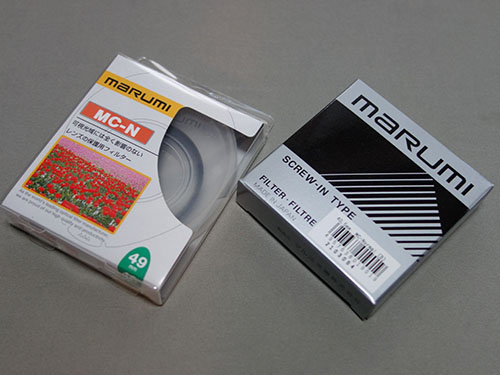 marumi
MC-N
可視光域には全く影響のない
レンズの保護用フィルター
49
marumi
SCREW-IN TYPE
FILTER · FILTRE
MADE IN JAPAN